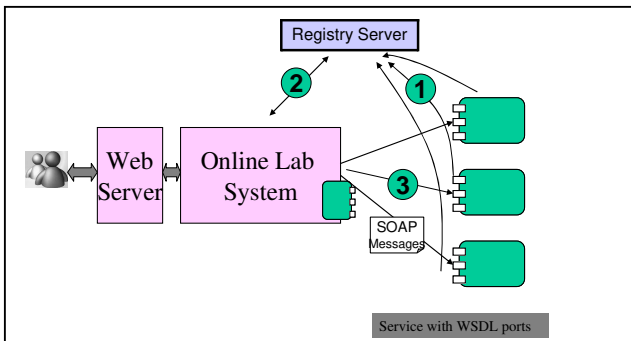 Registry Server
2
1
Web
Server
Online Lab
System
3
SOAP
Messages
Service with WSDL ports